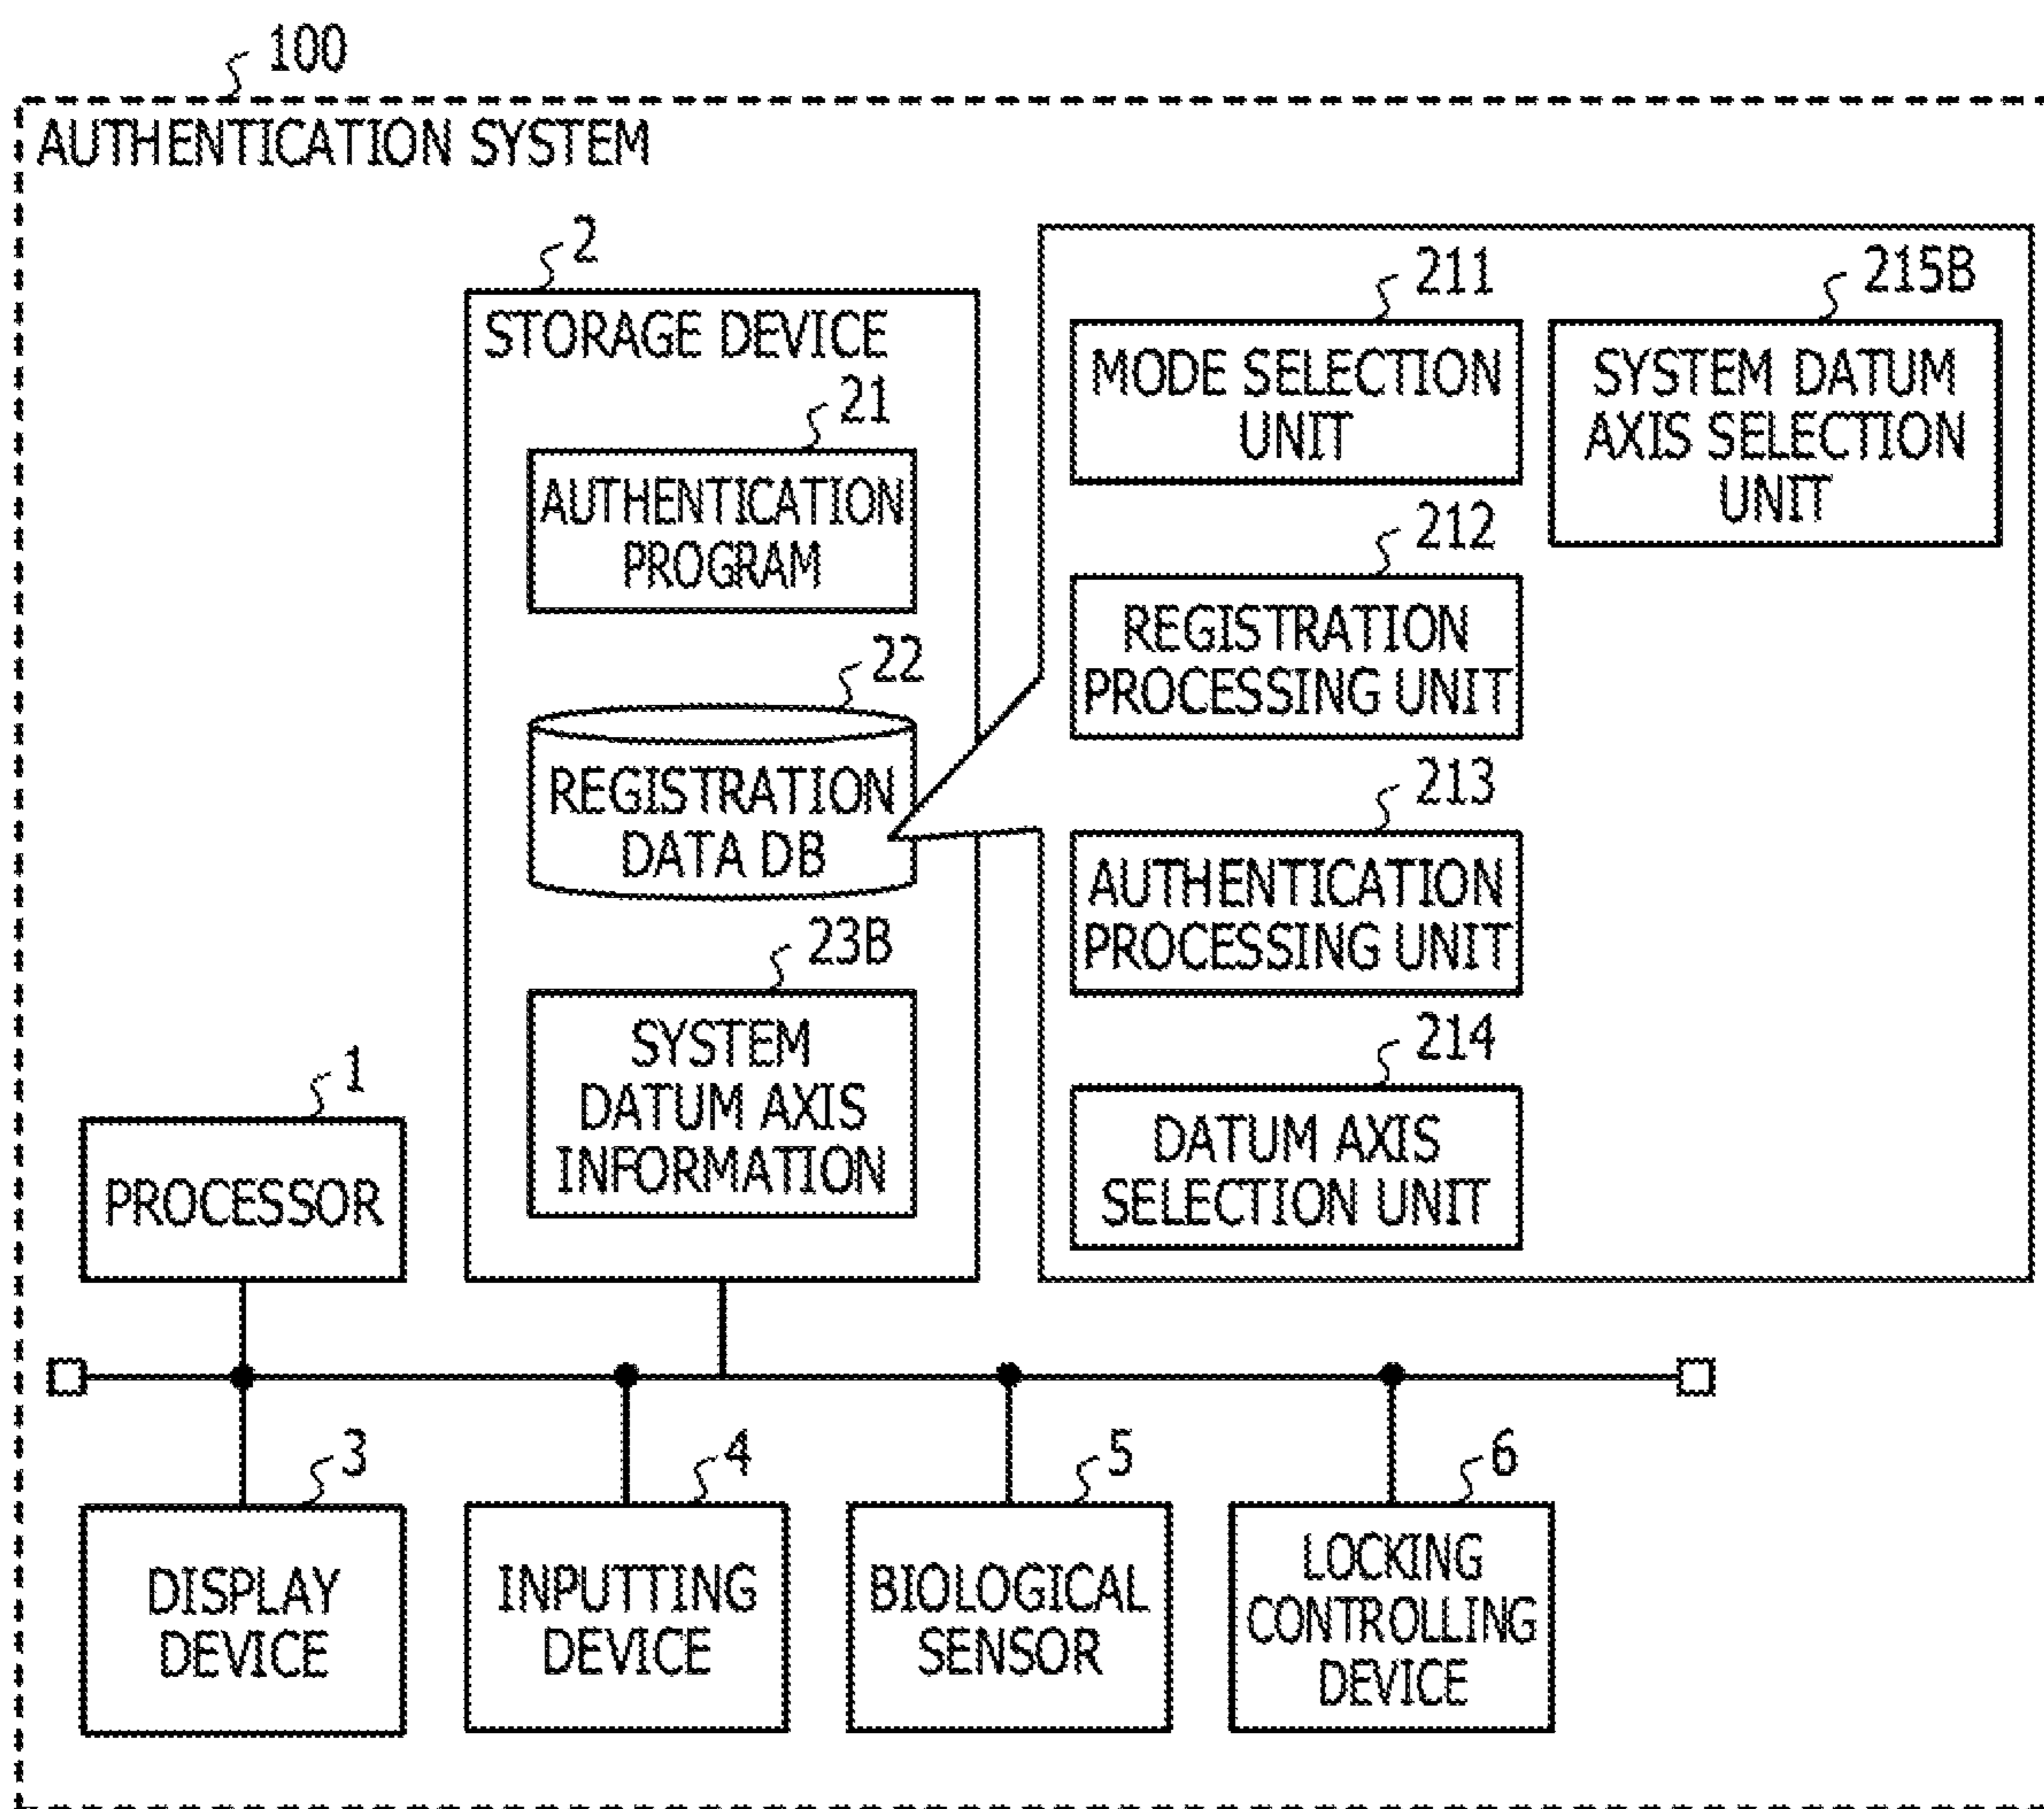 100
AUTHENTICATION SYSTEM
2
STORAGE DEVICE
21
AUTHENTICATION
PROGRAM
22
REGISTRATION
DATA DB
23B
SYSTEM
DATUM AXIS
INFORMATION
211
MODE SELECTION
UNIT
215B
SYSTEM DATUM
AXIS SELECTION
UNIT
212
REGISTRATION
PROCESSING UNIT
213
AUTHENTICATION
PROCESSING UNIT
214
DATUM AXIS
SELECTION UNIT
1
PROCESSOR
3
DISPLAY
DEVICE
4
INPUTTING
DEVICE
5
BIOLOGICAL
SENSOR
6
LOCKING
CONTROLLING
DEVICE